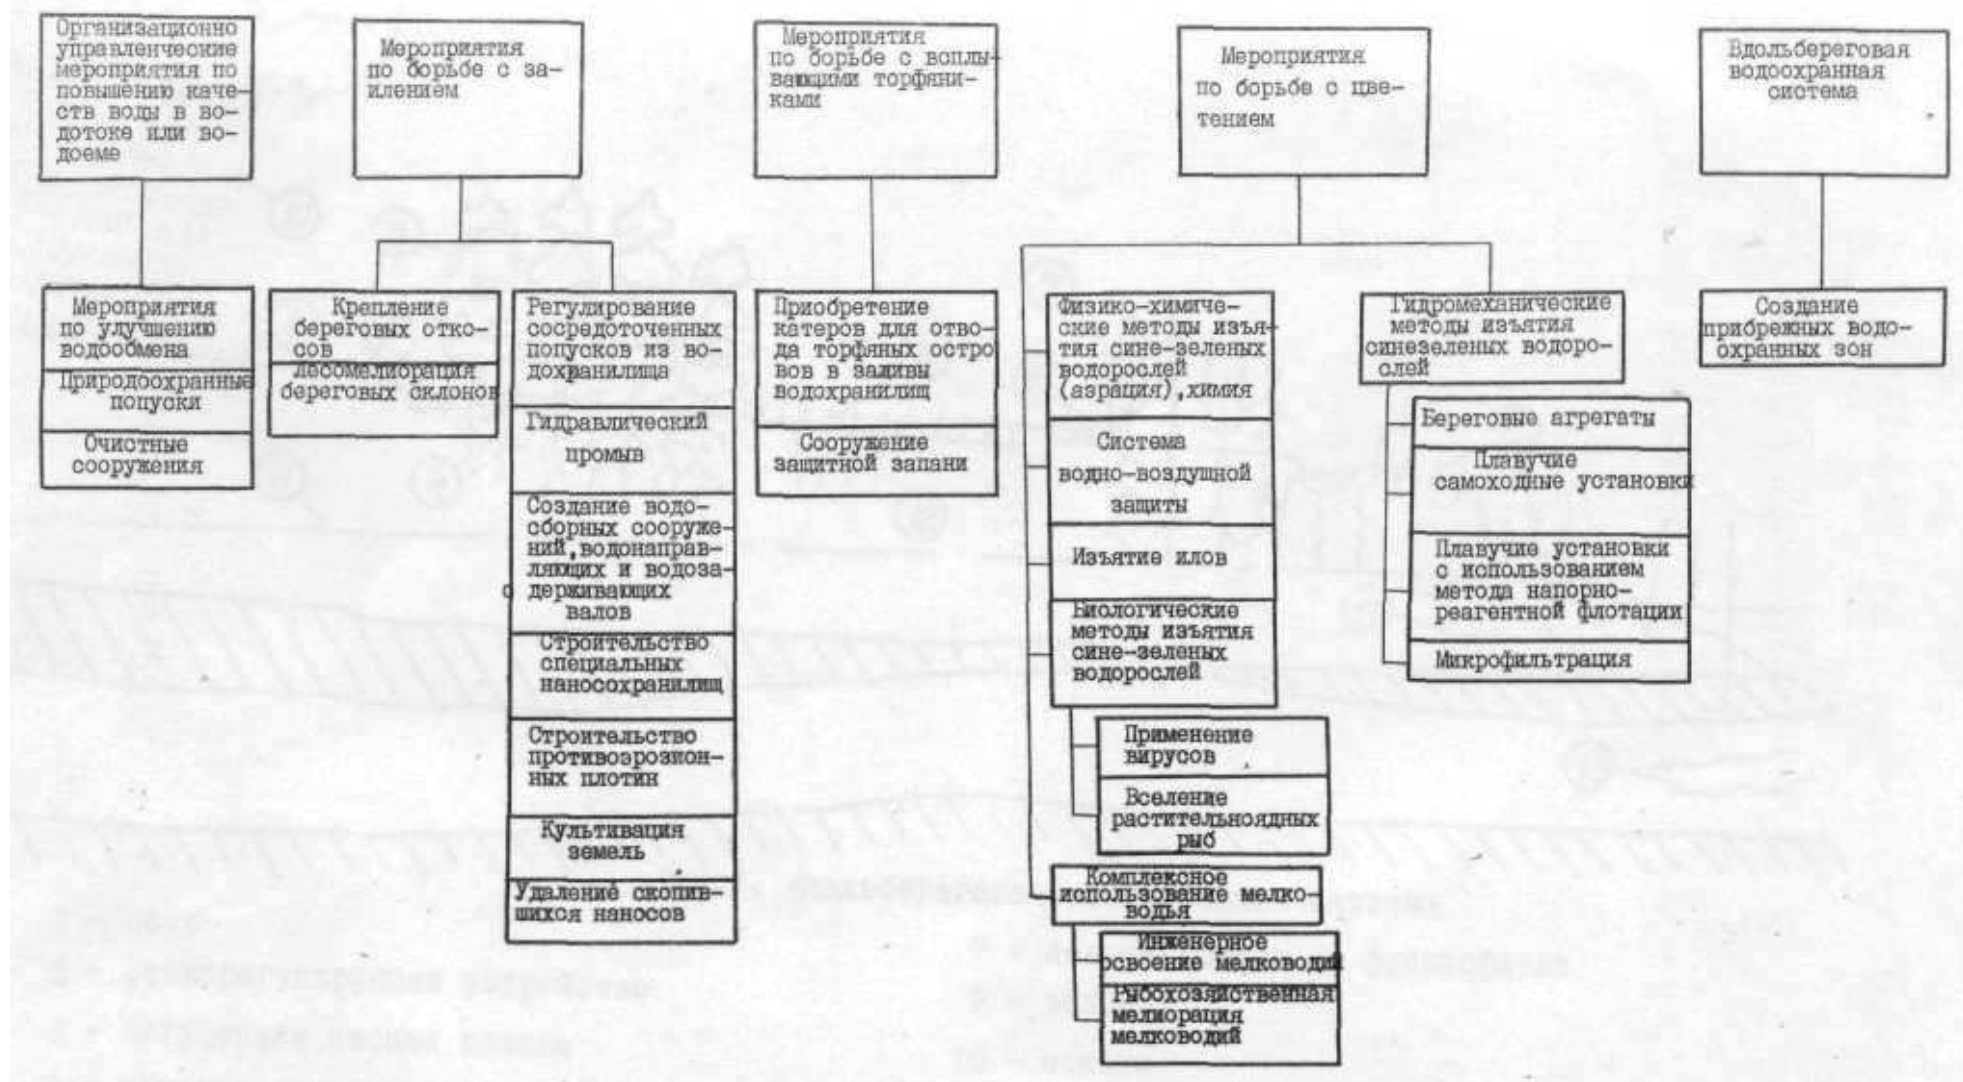 Организационно
управленческие
мероприятия по
повышению каче-
ств воды в во-
дотоке или во-
доеме
Мероприятия
по борьбе с за-
илением
Мероприятия
по борьбе с всплы-
вающими торфяни-
ками
Мероприятия
по борьбе с цве-
тением
Вдольбереговая
водоохранная
система
Мероприятия
по улучшению
водообмена
Природоохранные
попуски
Очистные
сооружения
Крепление
береговых отко-
сов
Лесомелиорация
береговых склонов
Регулирование
сосредоточенных
попусков из во-
дохранилища
Гидравлический
промыв
Создание водо-
сборных сооруже-
ний, водонаправ-
ляющих и водоза-
держивающих
валов
Строительство
специальных
наносохранилищ
Строительство
противоэрозион-
ных плотин
Культивация
земель
Удаление скопив-
шихся наносов
Приобретение
катеров для отво-
да торфяных остро
вов в заливы
водохранилищ
Сооружение
защитной запани
Физико-химиче-
ские методы изъя-
тия сине-зеленых
водорослей
(аэрация), химия
Система
водно-воздушной
защиты
Изъятие илов
Биологические
методы изъятия
сине-зеленых
водорослей
Применение
вирусов
Вселение
растительноядных
рыб
Комплексное
использование мелко-
водья
Инженерное
освоение мелководий
Рыбохозяйственная
мелиорация
мелководий
Гидромеханические
методы изъятия
синезеленых водоро-
слей
Береговые агрегаты
Плавучие
самоходные установки
Плавучие установки
с использованием
метода напорно-
реагентной флотации
Микрофильтрация
Создание
прибрежных водо-
охранных зон